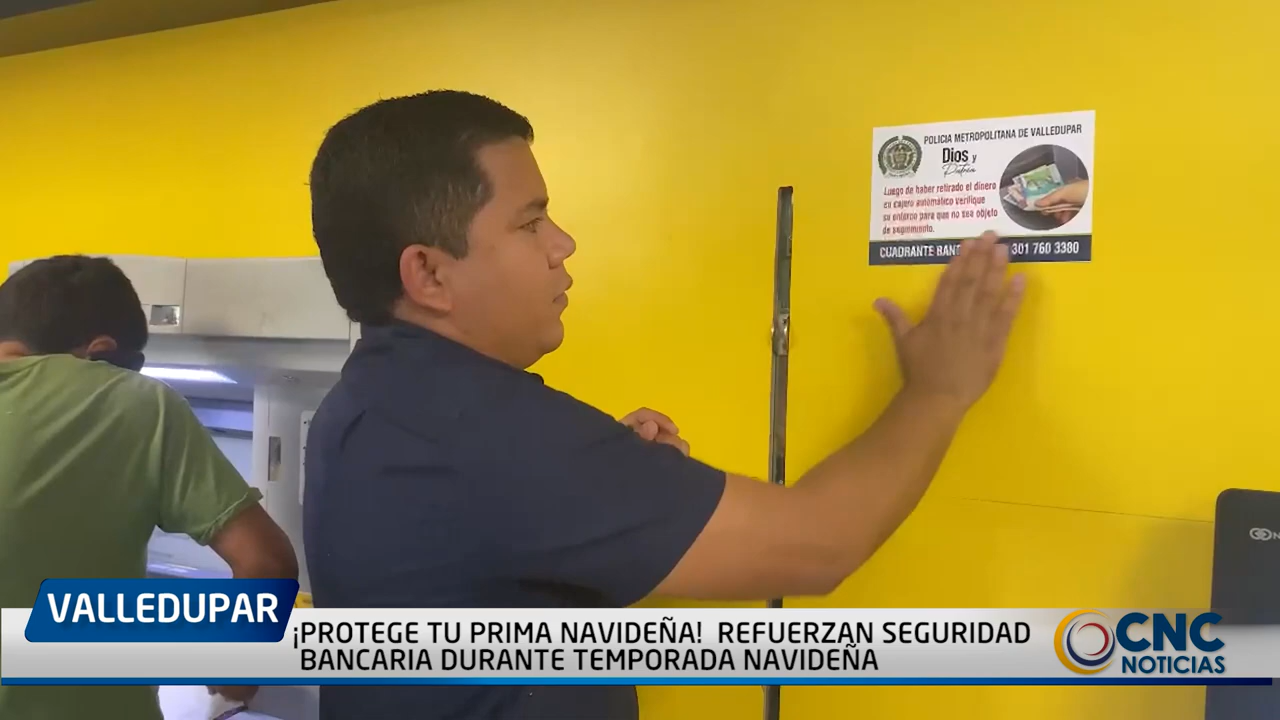 POLICIA METROPOLITANA DE VALLEDUPAR
Dios y
Patria
Luego de haber retirado el dinero
en cajero automático verifique
su entorno para que no sea objeto
de seguimiento.
CUADRANTE 301 760 3380
VALLEDUPAR
¡PROTEGE TU PRIMA NAVIDEÑA! REFUERZAN SEGURIDAD
BANCARIA DURANTE TEMPORADA NAVIDEÑA
CNC
NOTICIAS